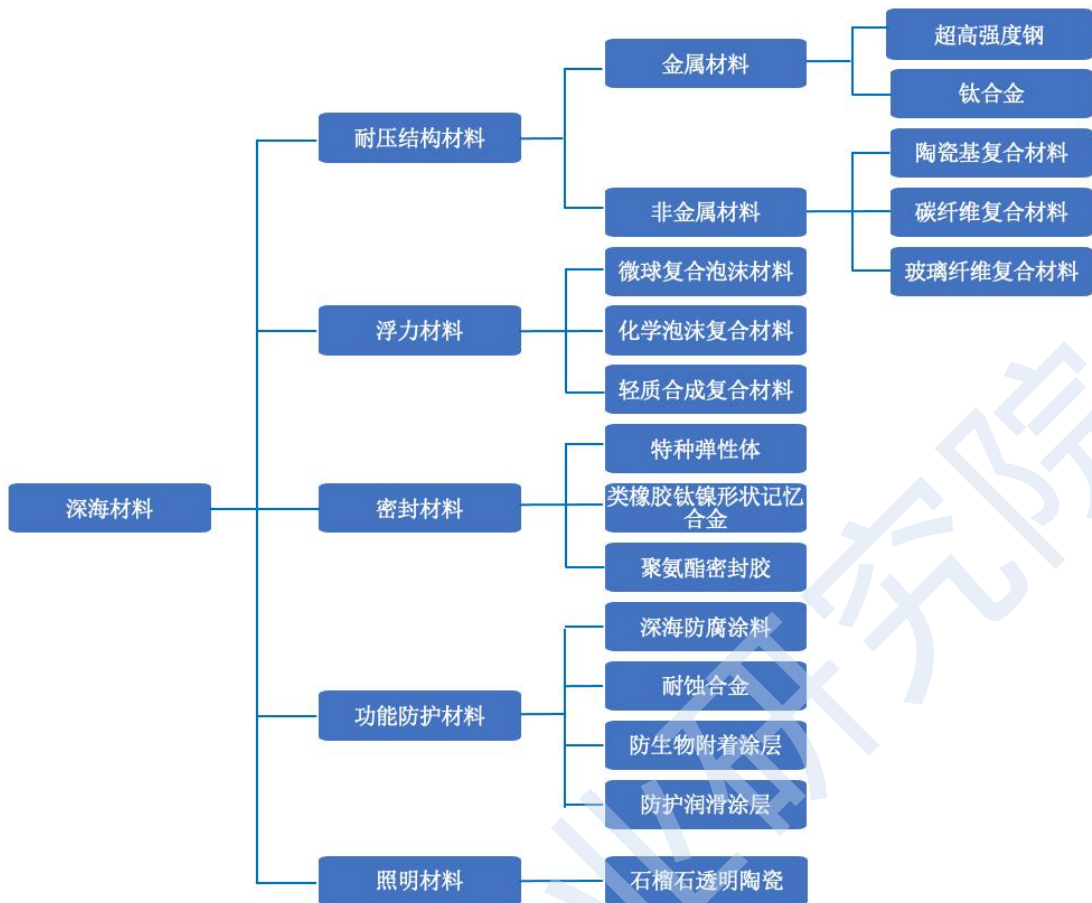 深海材料
耐压结构材料
金属材料
超高强度钢
钛合金
非金属材料
陶瓷基复合材料
碳纤维复合材料
玻璃纤维复合材料
浮力材料
微球复合泡沫材料
化学泡沫复合材料
轻质合成复合材料
密封材料
特种弹性体
类橡胶钛镍形状记忆
合金
聚氨酯密封胶
功能防护材料
深海防腐涂料
耐蚀合金
防生物附着涂层
防护润滑涂层
照明材料
石榴石透明陶瓷
业研究院